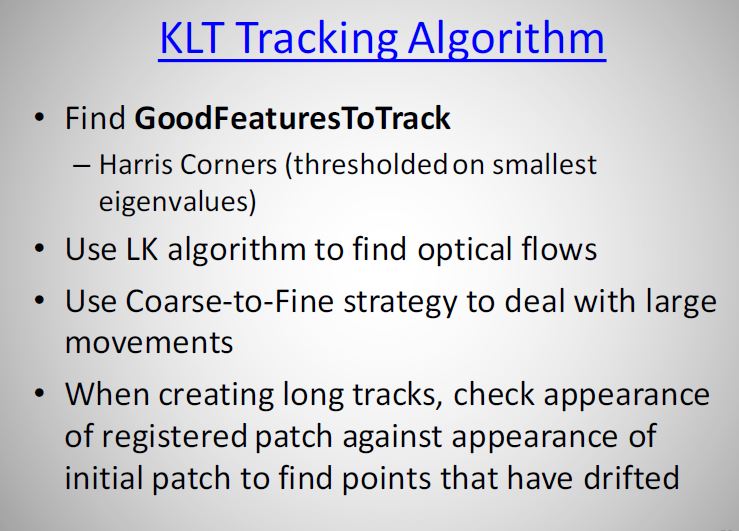 KLT Tracking Algorithm
• Find GoodFeaturesToTrack
– Harris Corners (thresholded on smallest
eigenvalues)
• Use LK algorithm to find optical flows
• Use Coarse-to-Fine strategy to deal with large
movements
• When creating long tracks, check appearance
of registered patch against appearance of
initial patch to find points that have drifted